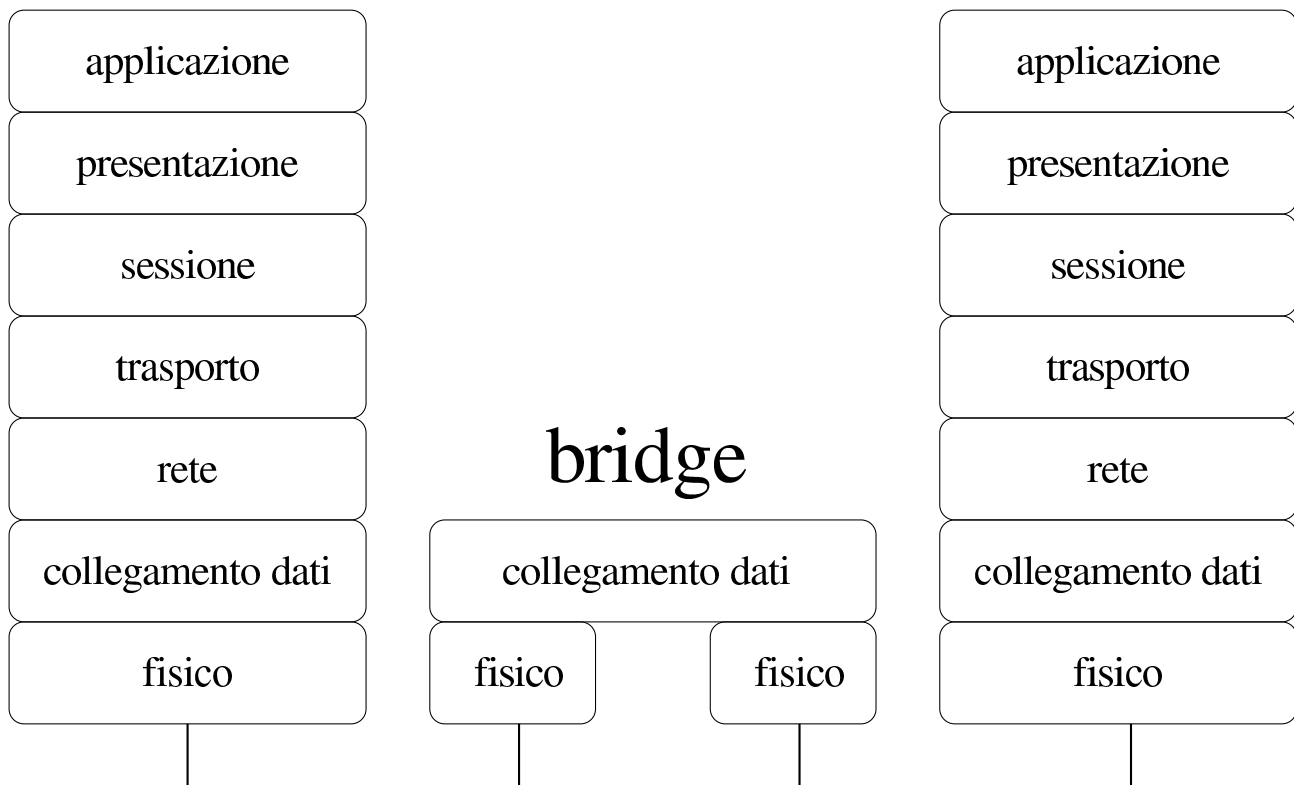 applicazione
presentazione
sessione
trasporto
rete
collegamento dati
fisico
bridge
collegamento dati
fisico
fisico
applicazione
presentazione
sessione
trasporto
rete
collegamento dati
fisico